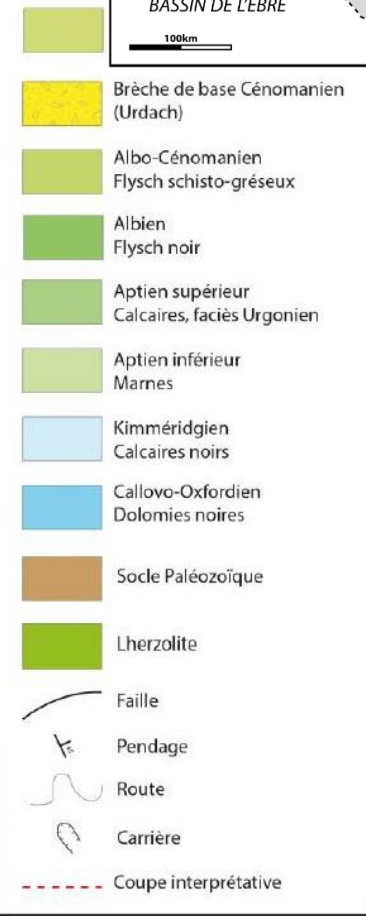 BASSIN DE L'EBRE
100km
Brèche de base Cénomanien
(Urdach)
Albo-Cénomanien
Flysch schisto-gréseux
Albien
Flysch noir
Aptien supérieur
Calcaires, faciès Urgonien
Aptien inférieur
Marnes
Kimméridgien
Calcaires noirs
Callovo-Oxfordien
Dolomies noires
Socle Paléozoïque
Lherzolite
Faille
Pendage
Route
Carrière
Coupe interprétative